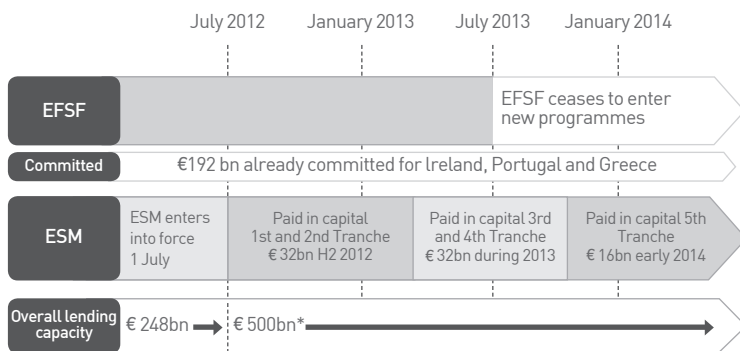 July 2012 January 2013 July 2013 January 2014
EFSF
EFSF ceases to enter
new programmes
Committed
€192 bn already committed for Ireland, Portugal and Greece
ESM
ESM enters
into force
1 July
Paid in capital
1st and 2nd Tranche
€ 32bn H2 2012
Paid in capital 3rd
and 4th Tranche
€ 32bn during 2013
Paid in capital 5th
Tranche
€ 16bn early 2014
Overall lending
capacity
€ 248bn
€ 500bn*